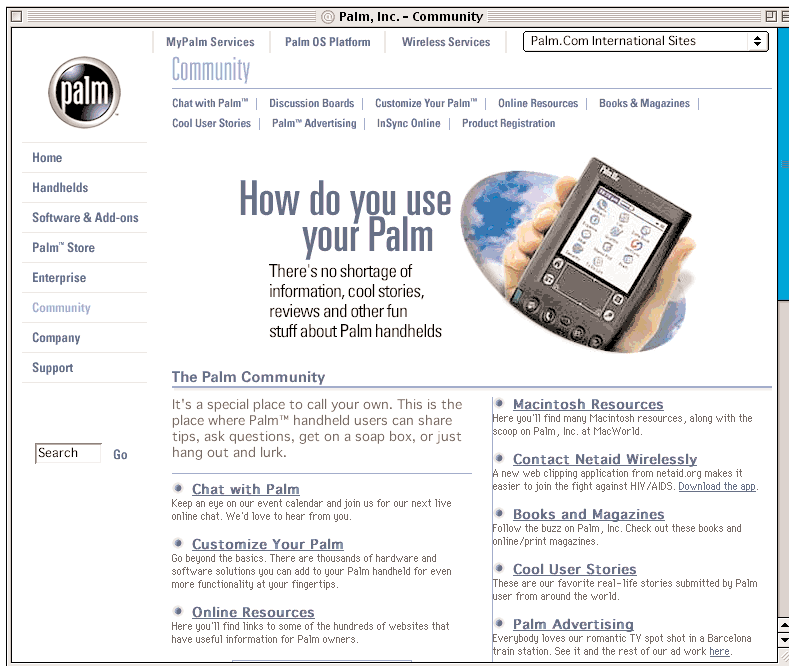 Palm, Inc. - Community
MyPalm Services
Palm OS Platform
Wireless Services
Palm.Com International Sites
palm
Community
Chat with Palm™
Discussion Boards
Customize Your Palm™
Online Resources
Books & Magazines
Cool User Stories
Palm™ Advertising
InSync Online
Product Registration
Home
Handhelds
Software & Add-ons
Palm™ Store
Enterprise
Community
Company
Support
Search
Go
How do you use
your Palm
There's no shortage of
information, cool stories,
reviews and other fun
stuff about Palm handhelds
The Palm Community
It's a special place to call your own. This is the
place where Palm™ handheld users can share
tips, ask questions, get on a soap box, or just
hang out and lurk.
Chat with Palm
Keep an eye on our event calendar and join us for our next live
online chat. We'd love to hear from you.
Customize Your Palm
Go beyond the basics. There are thousands of hardware and
software solutions you can add to your Palm handheld for even
more functionality at your fingertips.
Online Resources
Here you'll find links to some of the hundreds of websites that
have useful information for Palm owners.
Macintosh Resources
Here you'll find many Macintosh resources, along with the
scoop on Palm, Inc. at MacWorld.
Contact Netaid Wirelessly
A new web clipping application from netaid.org makes it
easier to join the fight against HIV/AIDS. Download the app.
Books and Magazines
Follow the buzz on Palm, Inc. Check out these books and
online/print magazines.
Cool User Stories
These are our favorite real-life stories submitted by Palm
user from around the world.
Palm Advertising
Everybody loves our romantic TV spot shot in a Barcelona
train station. See it and the rest of our ad work here.